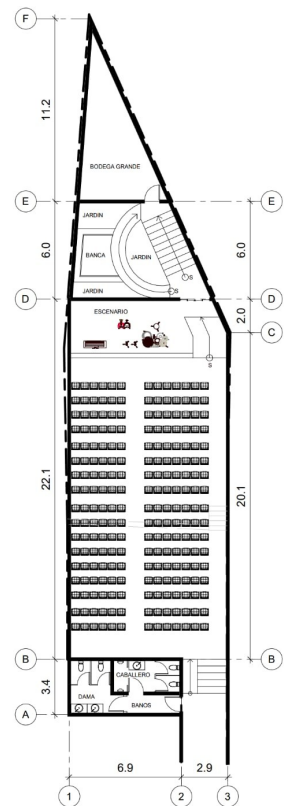 F
11.2
BODEGA GRANDE
E
E
JARDIN
6.0
BANCA
JARDIN
6.0
S
JARDIN
S
D
D
ESCENARIO
2.0
C
S
22.1
20.1
B
B
CABALLERO
3.4
DAMA
BAÑOS
A
6.9
2.9
1
2
3